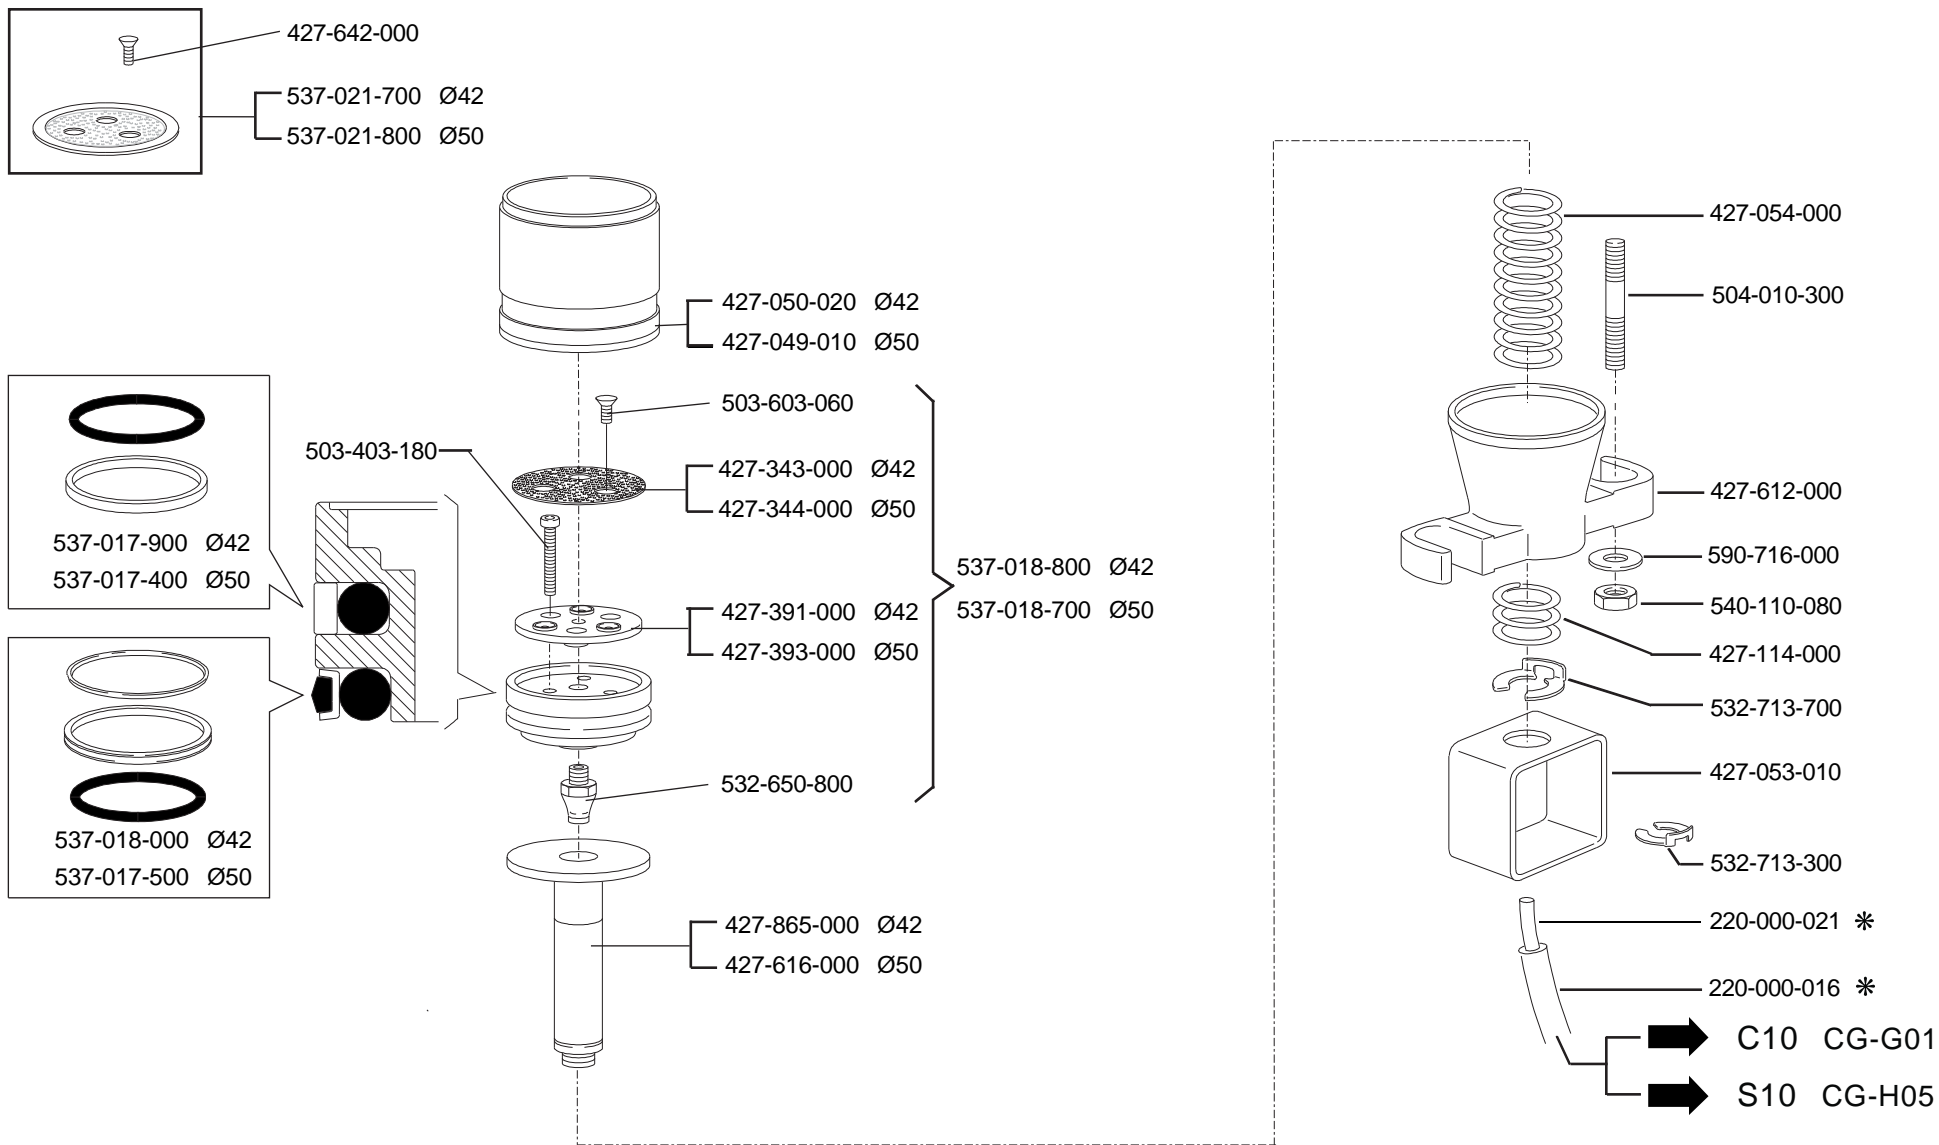 427-642-000
537-021-700 Ø42
537-021-800 Ø50
427-050-020 Ø42
427-049-010 Ø50
503-603-060
503-403-180
427-343-000 Ø42
427-344-000 Ø50
537-017-900 Ø42
537-017-400 Ø50
537-018-800 Ø42
537-018-700 Ø50
427-391-000 Ø42
427-393-000 Ø50
532-650-800
537-018-000 Ø42
537-017-500 Ø50
427-865-000 Ø42
427-616-000 Ø50
427-054-000
504-010-300
427-612-000
590-716-000
540-110-080
427-114-000
532-713-700
427-053-010
532-713-300
220-000-021 ❋
220-000-016 ❋
C10 CG-G01
S10 CG-H05